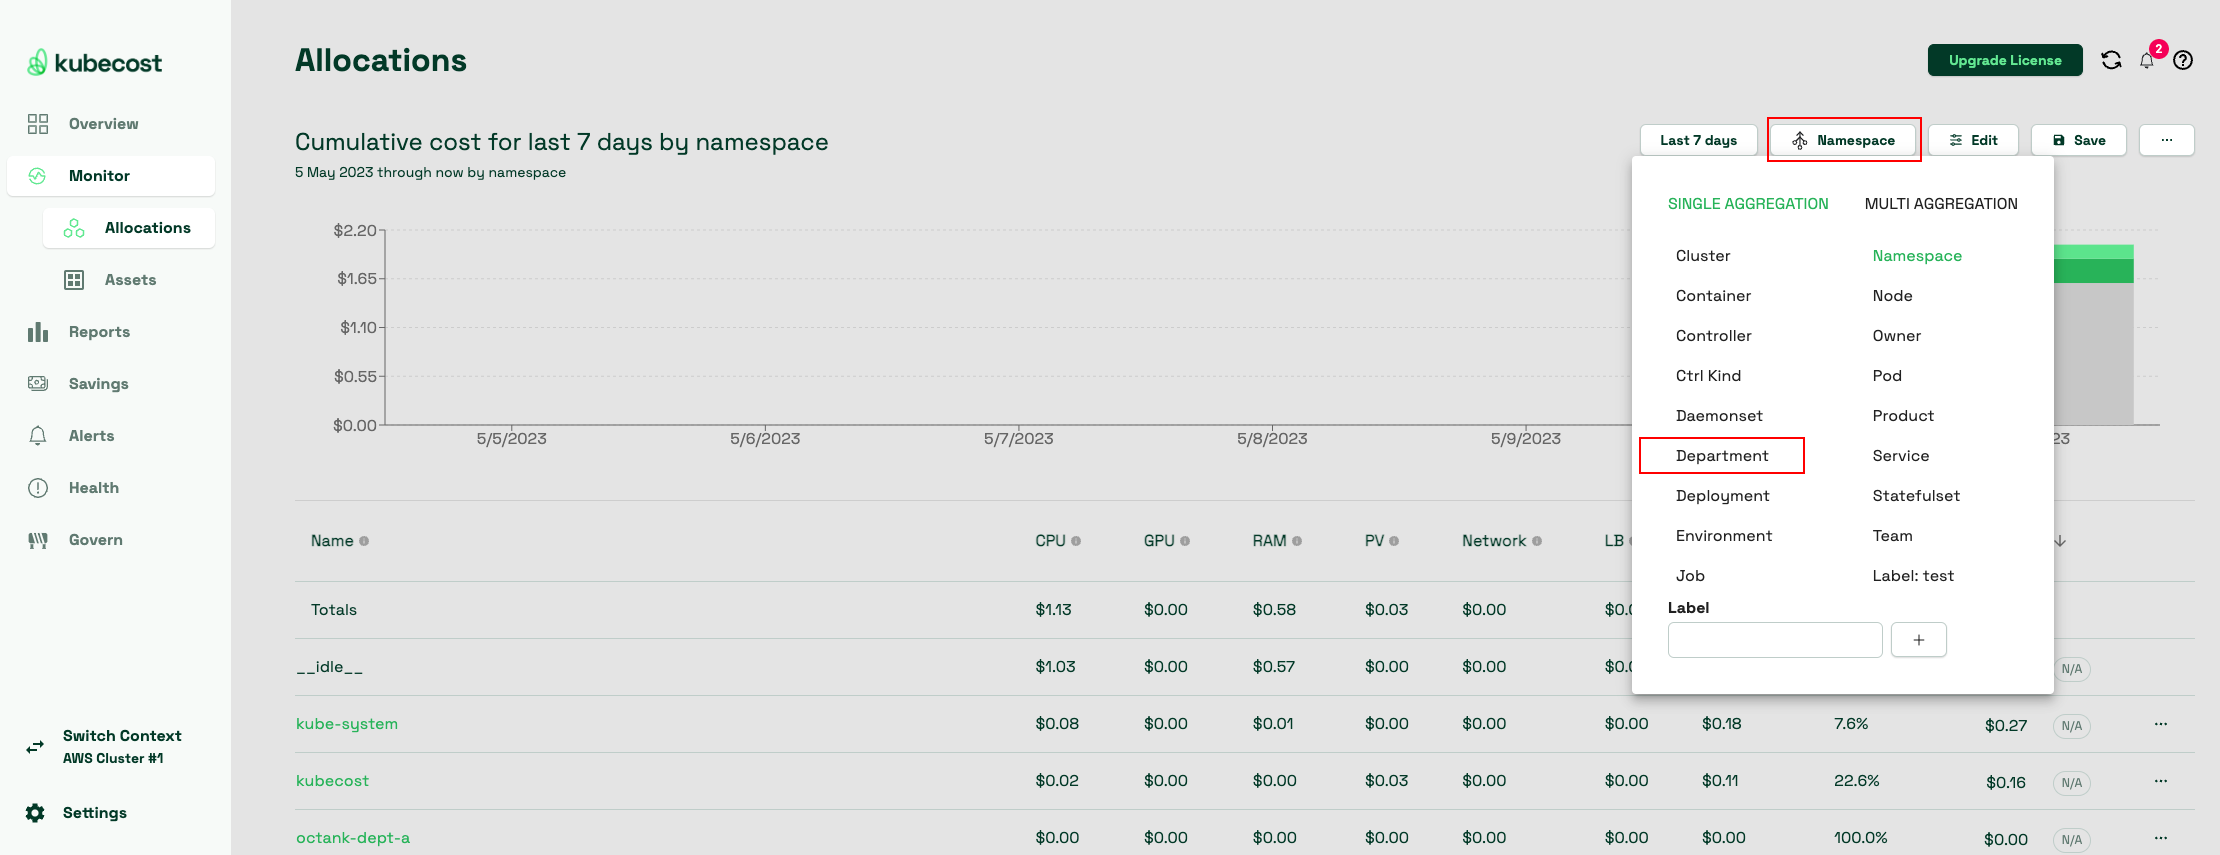 kubecost
Overview
Monitor
Allocations
Assets
Reports
Savings
Alerts
Health
Govern
Switch Context
AWS Cluster #1
Settings
Allocations
Upgrade License
2
Cumulative cost for last 7 days by namespace
5 May 2023 through now by namespace
Last 7 days
Namespace
Edit
Save
...
$2.20
$1.65
$1.10
$0.55
$0.00
5/5/2023
5/6/2023
5/7/2023
5/8/2023
5/9/2023
23
SINGLE AGGREGATION MULTI AGGREGATION
Cluster Namespace
Container Node
Controller Owner
Ctrl Kind Pod
Daemonset Product
Department Service
Deployment Statefulset
Environment Team
Job Label: test
Label
+
Name CPU GPU RAM PV Network LB
Totals $1.13 $0.00 $0.58 $0.03 $0.00
__idle__ $1.03 $0.00 $0.57 $0.00 $0.00 N/A
kube-system $0.08 $0.00 $0.01 $0.00 $0.00 $0.00 $0.18 7.6% $0.27 N/A ...
kubecost $0.02 $0.00 $0.00 $0.03 $0.00 $0.00 $0.11 22.6% $0.16 N/A ...
octank-dept-a $0.00 $0.00 $0.00 $0.00 $0.00 $0.00 $0.00 100.0% $0.00 N/A ...